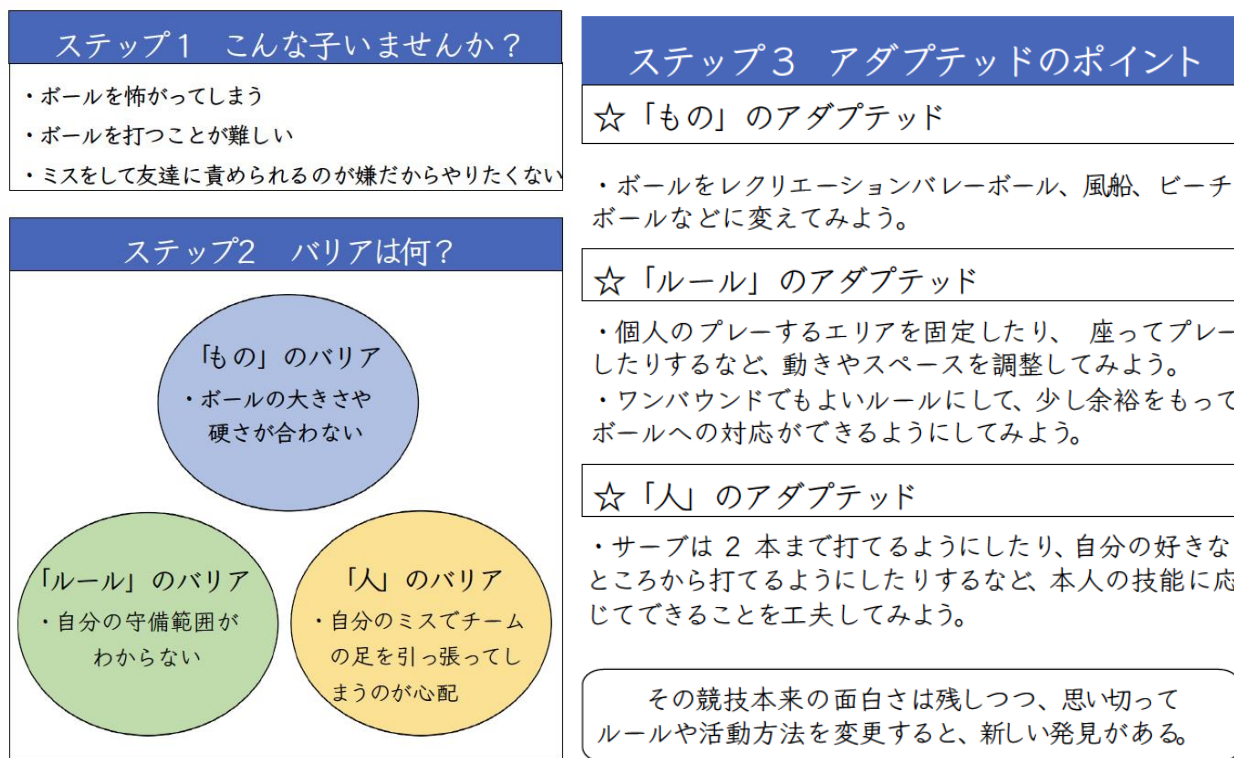 ステップ1　こんな子いませんか？
・ボールを怖がってしまう
・ボールを打つことが難しい
・ミスをして友達に責められるのが嫌だからやりたくない
ステップ2　バリアは何？
「もの」のバリア
・ボールの大きさや
硬さが合わない
「ルール」のバリア
・自分の守備範囲が
わからない
「人」のバリア
・自分のミスでチーム
の足を引っ張ってし
まうのが心配
ステップ３　アダプテッドのポイント
☆「もの」のアダプテッド
・ボールをレクリエーションバレーボール、風船、ビーチ
ボールなどに変えてみよう。
☆「ルール」のアダプテッド
・個人のプレーするエリアを固定したり、 座ってプレー
したりするなど、動きやスペースを調整してみよう。
・ワンバウンドでもよいルールにして、少し余裕をもって
ボールへの対応ができるようにしてみよう。
☆「人」のアダプテッド
・サーブは 2 本まで打てるようにしたり、自分の好きな
ところから打てるようにしたりするなど、本人の技能に応
じてできることを工夫してみよう。
その競技本来の面白さは残しつつ、思い切って
ルールや活動方法を変更すると、新しい発見がある。